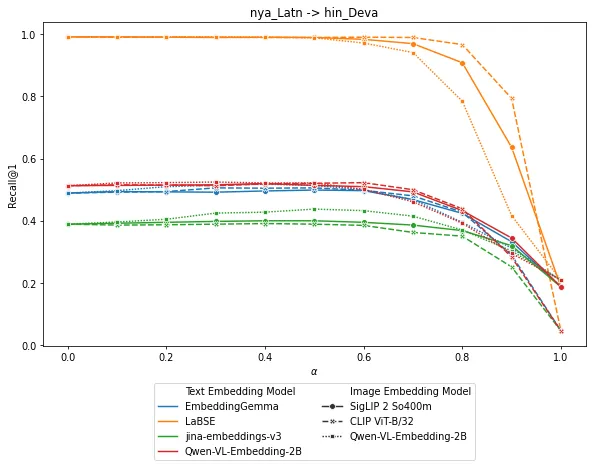 nya_Latn -> hin_Deva
Recall@1
1.0
0.8
0.6
0.4
0.2
0.0
0.0 0.2 0.4 0.6 0.8 1.0
α
Text Embedding Model Image Embedding Model
EmbeddingGemma SigLIP 2 So400m
LaBSE CLIP ViT-B/32
jina-embeddings-v3 Qwen-VL-Embedding-2B
Qwen-VL-Embedding-2B